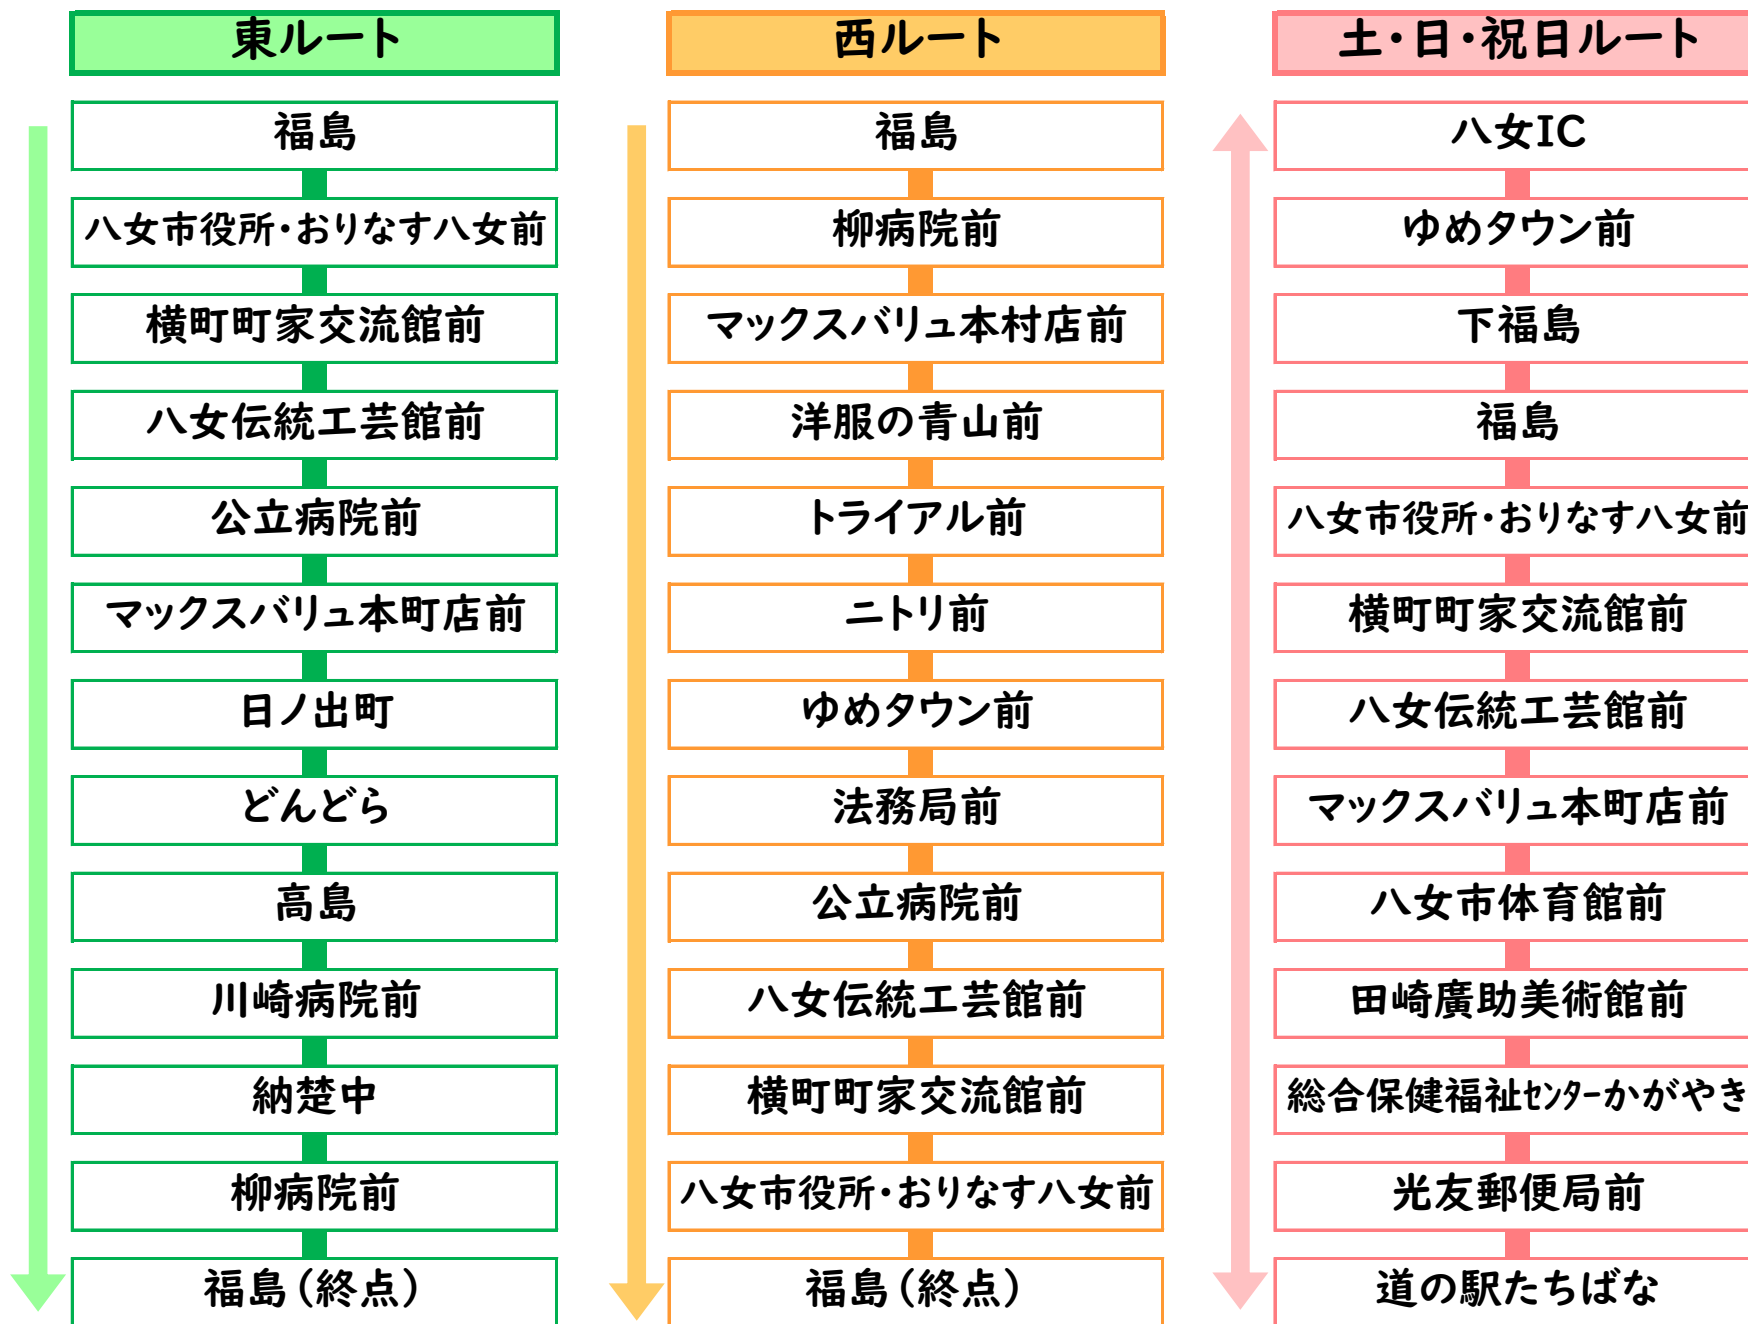 東ルート
福島
八女市役所・おりなす八女前
横町町家交流館前
八女伝統工芸館前
公立病院前
マックスバリュ本町店前
日ノ出町
どんどら
高島
川崎病院前
納楚中
柳病院前
福島（終点）
西ルート
福島
柳病院前
マックスバリュ本村店前
洋服の青山前
トライアル前
ニトリ前
ゆめタウン前
法務局前
公立病院前
八女伝統工芸館前
横町町家交流館前
八女市役所・おりなす八女前
福島（終点）
土・日・祝日ルート
八女IC
ゆめタウン前
下福島
福島
八女市役所・おりなす八女前
横町町家交流館前
八女伝統工芸館前
マックスバリュ本町店前
八女市体育館前
田崎廣助美術館前
総合保健福祉ｾﾝﾀｰかがやき
光友郵便局前
道の駅たちばな